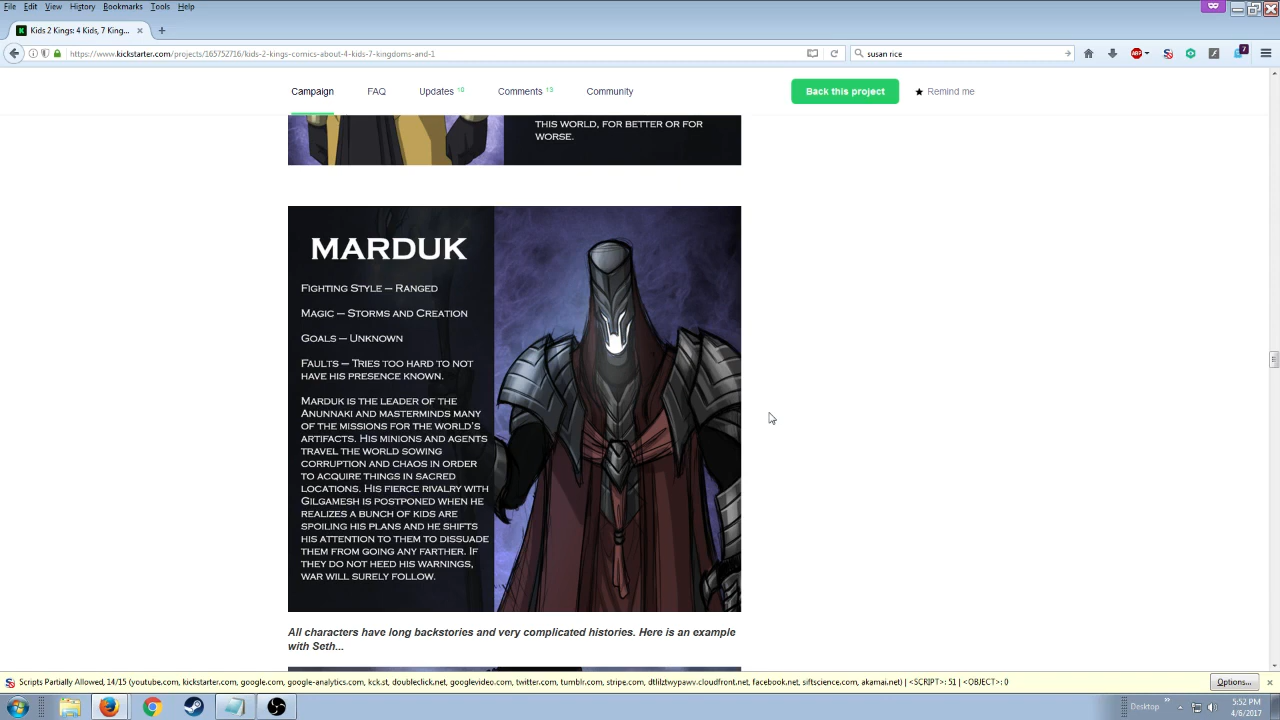 File Edit View History Bookmarks Tools Help
Kids 2 Kings: 4 Kids, 7 King...
https://www.kickstarter.com/projects/165752716/kids-2-kings-comics-about-4-kids-7-kingdoms-and-1
susan rice
ABP
7
Campaign FAQ Updates Comments 13 Community Back this project Remind me
THIS WORLD, FOR BETTER OR FOR
WORSE.
MARDUK
FIGHTING STYLE – RANGED
MAGIC – STORMS AND CREATION
GOALS – UNKNOWN
FAULTS – TRIES TOO HARD TO NOT
HAVE HIS PRESENCE KNOWN.
MARDUK IS THE LEADER OF THE
ANUNNAKI AND MASTERMINDS MANY
OF THE MISSIONS FOR THE WORLD'S
ARTIFACTS. HIS MINIONS AND AGENTS
TRAVEL THE WORLD SOWING
CORRUPTION AND CHAOS IN ORDER
TO ACQUIRE THINGS IN SACRED
LOCATIONS. HIS FIERCE RIVALRY WITH
GILGAMESH IS POSTPONED WHEN HE
REALIZES A BUNCH OF KIDS ARE
SPOILING HIS PLANS AND HE SHIFTS
HIS ATTENTION TO THEM TO DISSUADE
THEM FROM GOING ANY FARTHER. IF
THEY DO NOT HEED HIS WARNINGS,
WAR WILL SURELY FOLLOW.
All characters have long backstories and very complicated histories. Here is an example
with Seth...
Scripts Partially Allowed, 14/15 (youtube.com, kickstarter.com, google.com, google-analytics.com, kck.st, doubleclick.net, googlevideo.com, twitter.com, tumblr.com, stripe.com, dtlilztwypawv.cloudfront.net, facebook.net, siftscience.com, akamai.net) | <SCRIPT>: 51 | <OBJECT>: 0
Options...
Desktop
5:52 PM
4/6/2017